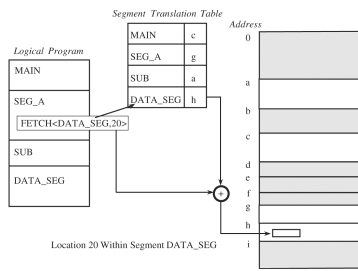 Segment Translation Table
Address
Logical Program
MAIN c
SEG_A g
SUB a
DATA_SEG h
MAIN
SEG_A
FETCH<DATA_SEG,20>
SUB
DATA_SEG
0
a
b
c
d
e
f
g
h
i
+
Location 20 Within Segment DATA_SEG